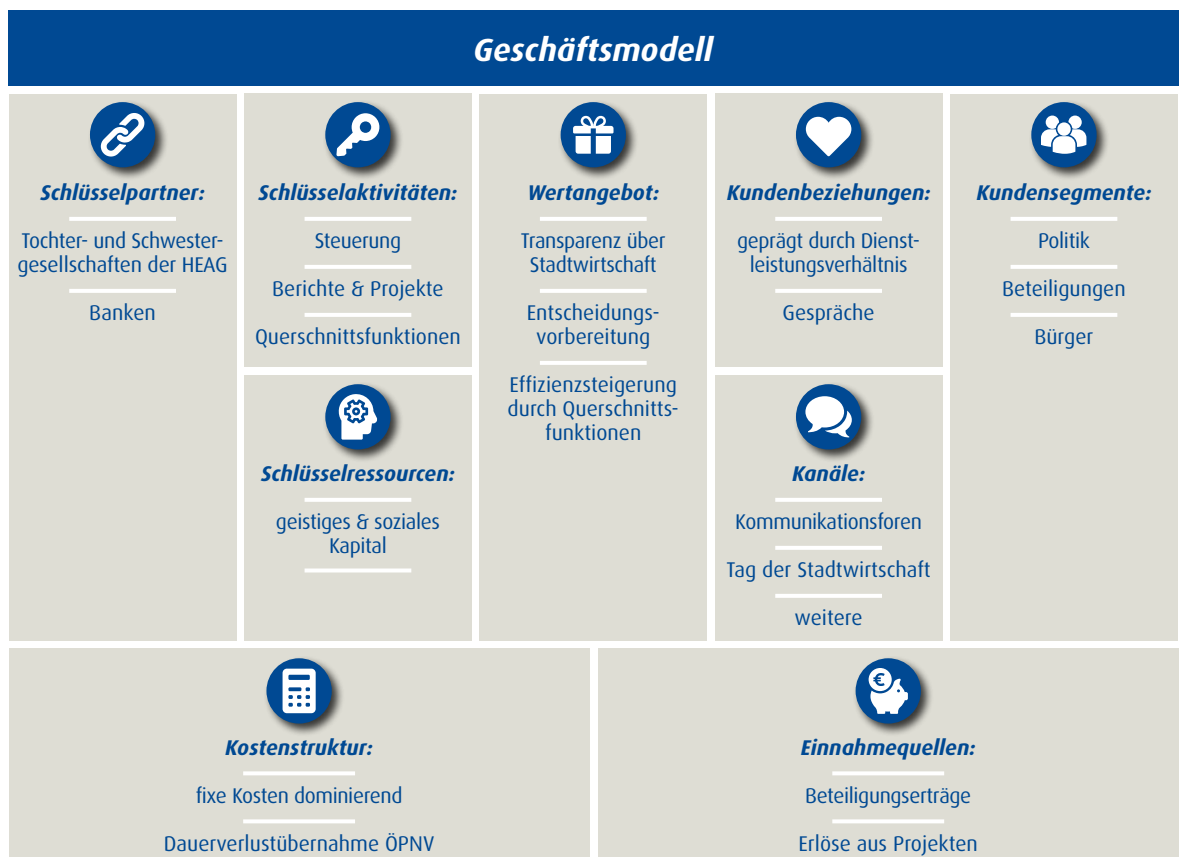 Geschäftsmodell
Schlüsselpartner:
Tochter- und Schwester-
gesellschaften der HEAG
Banken
Schlüsselaktivitäten:
Steuerung
Berichte & Projekte
Querschnittsfunktionen
Schlüsselressourcen:
geistiges & soziales
Kapital
Wertangebot:
Transparenz über
Stadtwirtschaft
Entscheidungs-
vorbereitung
Effizienzsteigerung
durch Querschnitts-
funktionen
Kundenbeziehungen:
geprägt durch Dienst-
leistungsverhältnis
Gespräche
Kanäle:
Kommunikationsforen
Tag der Stadtwirtschaft
weitere
Kundensegmente:
Politik
Beteiligungen
Bürger
Kostenstruktur:
fixe Kosten dominierend
Dauerverlustübernahme ÖPNV
€
Einnahmequellen:
Beteiligungserträge
Erlöse aus Projekten